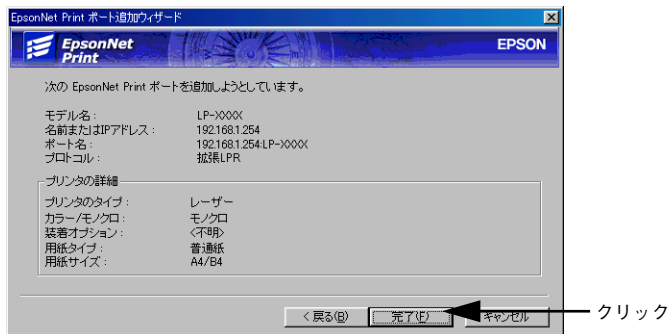 EpsonNet Print ポート追加ウィザード
EpsonNet
Print
EPSON
次の EpsonNet Print ポートを追加しようとしています。
モデル名 : LP-XXXX
名前またはIPアドレス : 192.168.1.254
ポート名 : 192.168.1.254:LP-XXXX
プロトコル : 拡張LPR
プリンタの詳細
プリンタのタイプ : レーザー
カラー/モノクロ : モノクロ
装着オプション : <不明>
用紙タイプ : 普通紙
用紙サイズ : A4/B4
< 戻る(B) 完了(F) キャンセル クリック